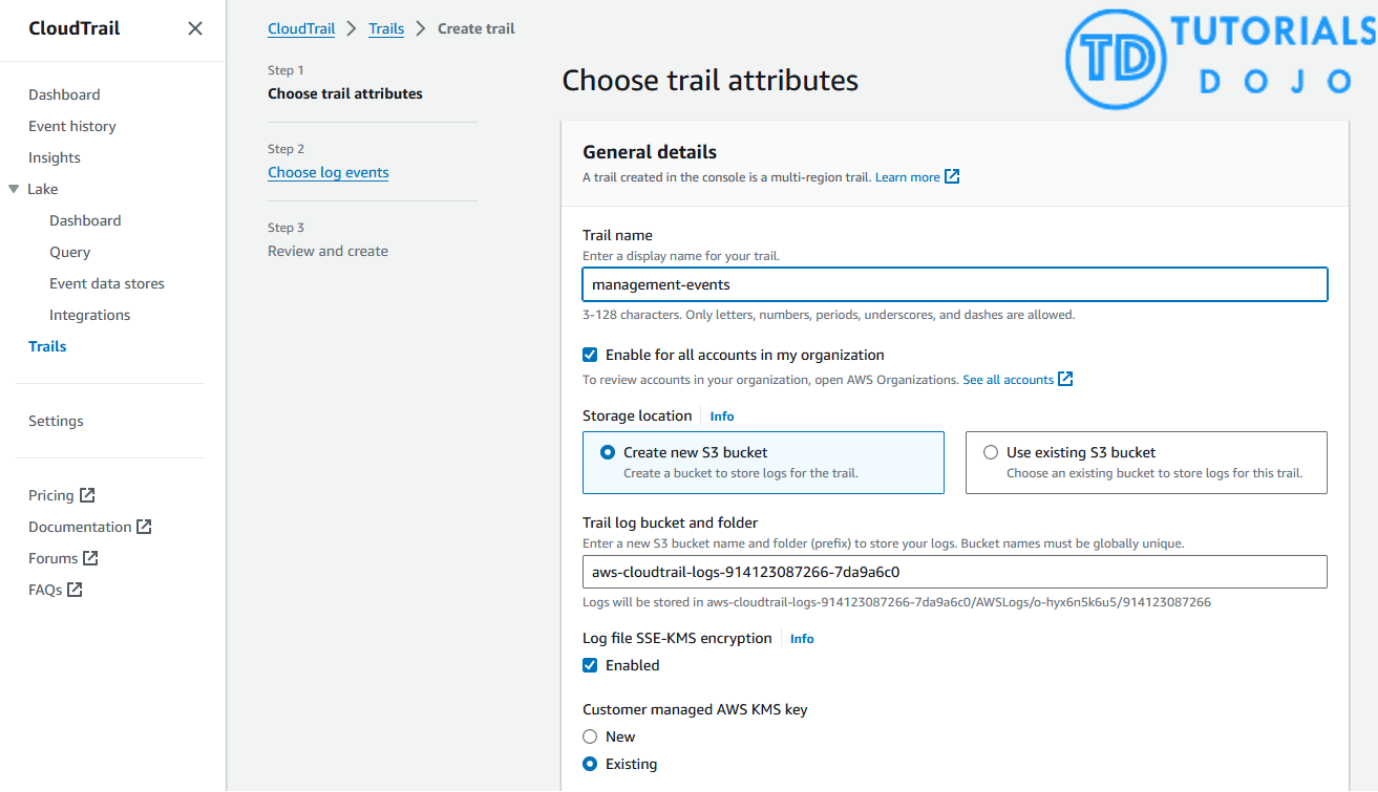 CloudTrail
Dashboard
Event history
Insights
Lake
Dashboard
Query
Event data stores
Integrations
Trails
Settings
Pricing
Documentation
Forums
FAQs
CloudTrail > Trails > Create trail
Step 1
Choose trail attributes
Step 2
Choose log events
Step 3
Review and create
TD TUTORIALS
DOJO
Choose trail attributes
General details
A trail created in the console is a multi-region trail. Learn more
Trail name
Enter a display name for your trail.
management-events
3-128 characters. Only letters, numbers, periods, underscores, and dashes are allowed.
Enable for all accounts in my organization
To review accounts in your organization, open AWS Organizations. See all accounts
Storage location Info
Create new S3 bucket
Create a bucket to store logs for the trail.
Use existing S3 bucket
Choose an existing bucket to store logs for this trail.
Trail log bucket and folder
Enter a new S3 bucket name and folder (prefix) to store your logs. Bucket names must be globally unique.
aws-cloudtrail-logs-914123087266-7da9a6c0
Logs will be stored in aws-cloudtrail-logs-914123087266-7da9a6c0/AWSLogs/o-hyx6n5k6u5/914123087266
Log file SSE-KMS encryption Info
Enabled
Customer managed AWS KMS key
New
Existing